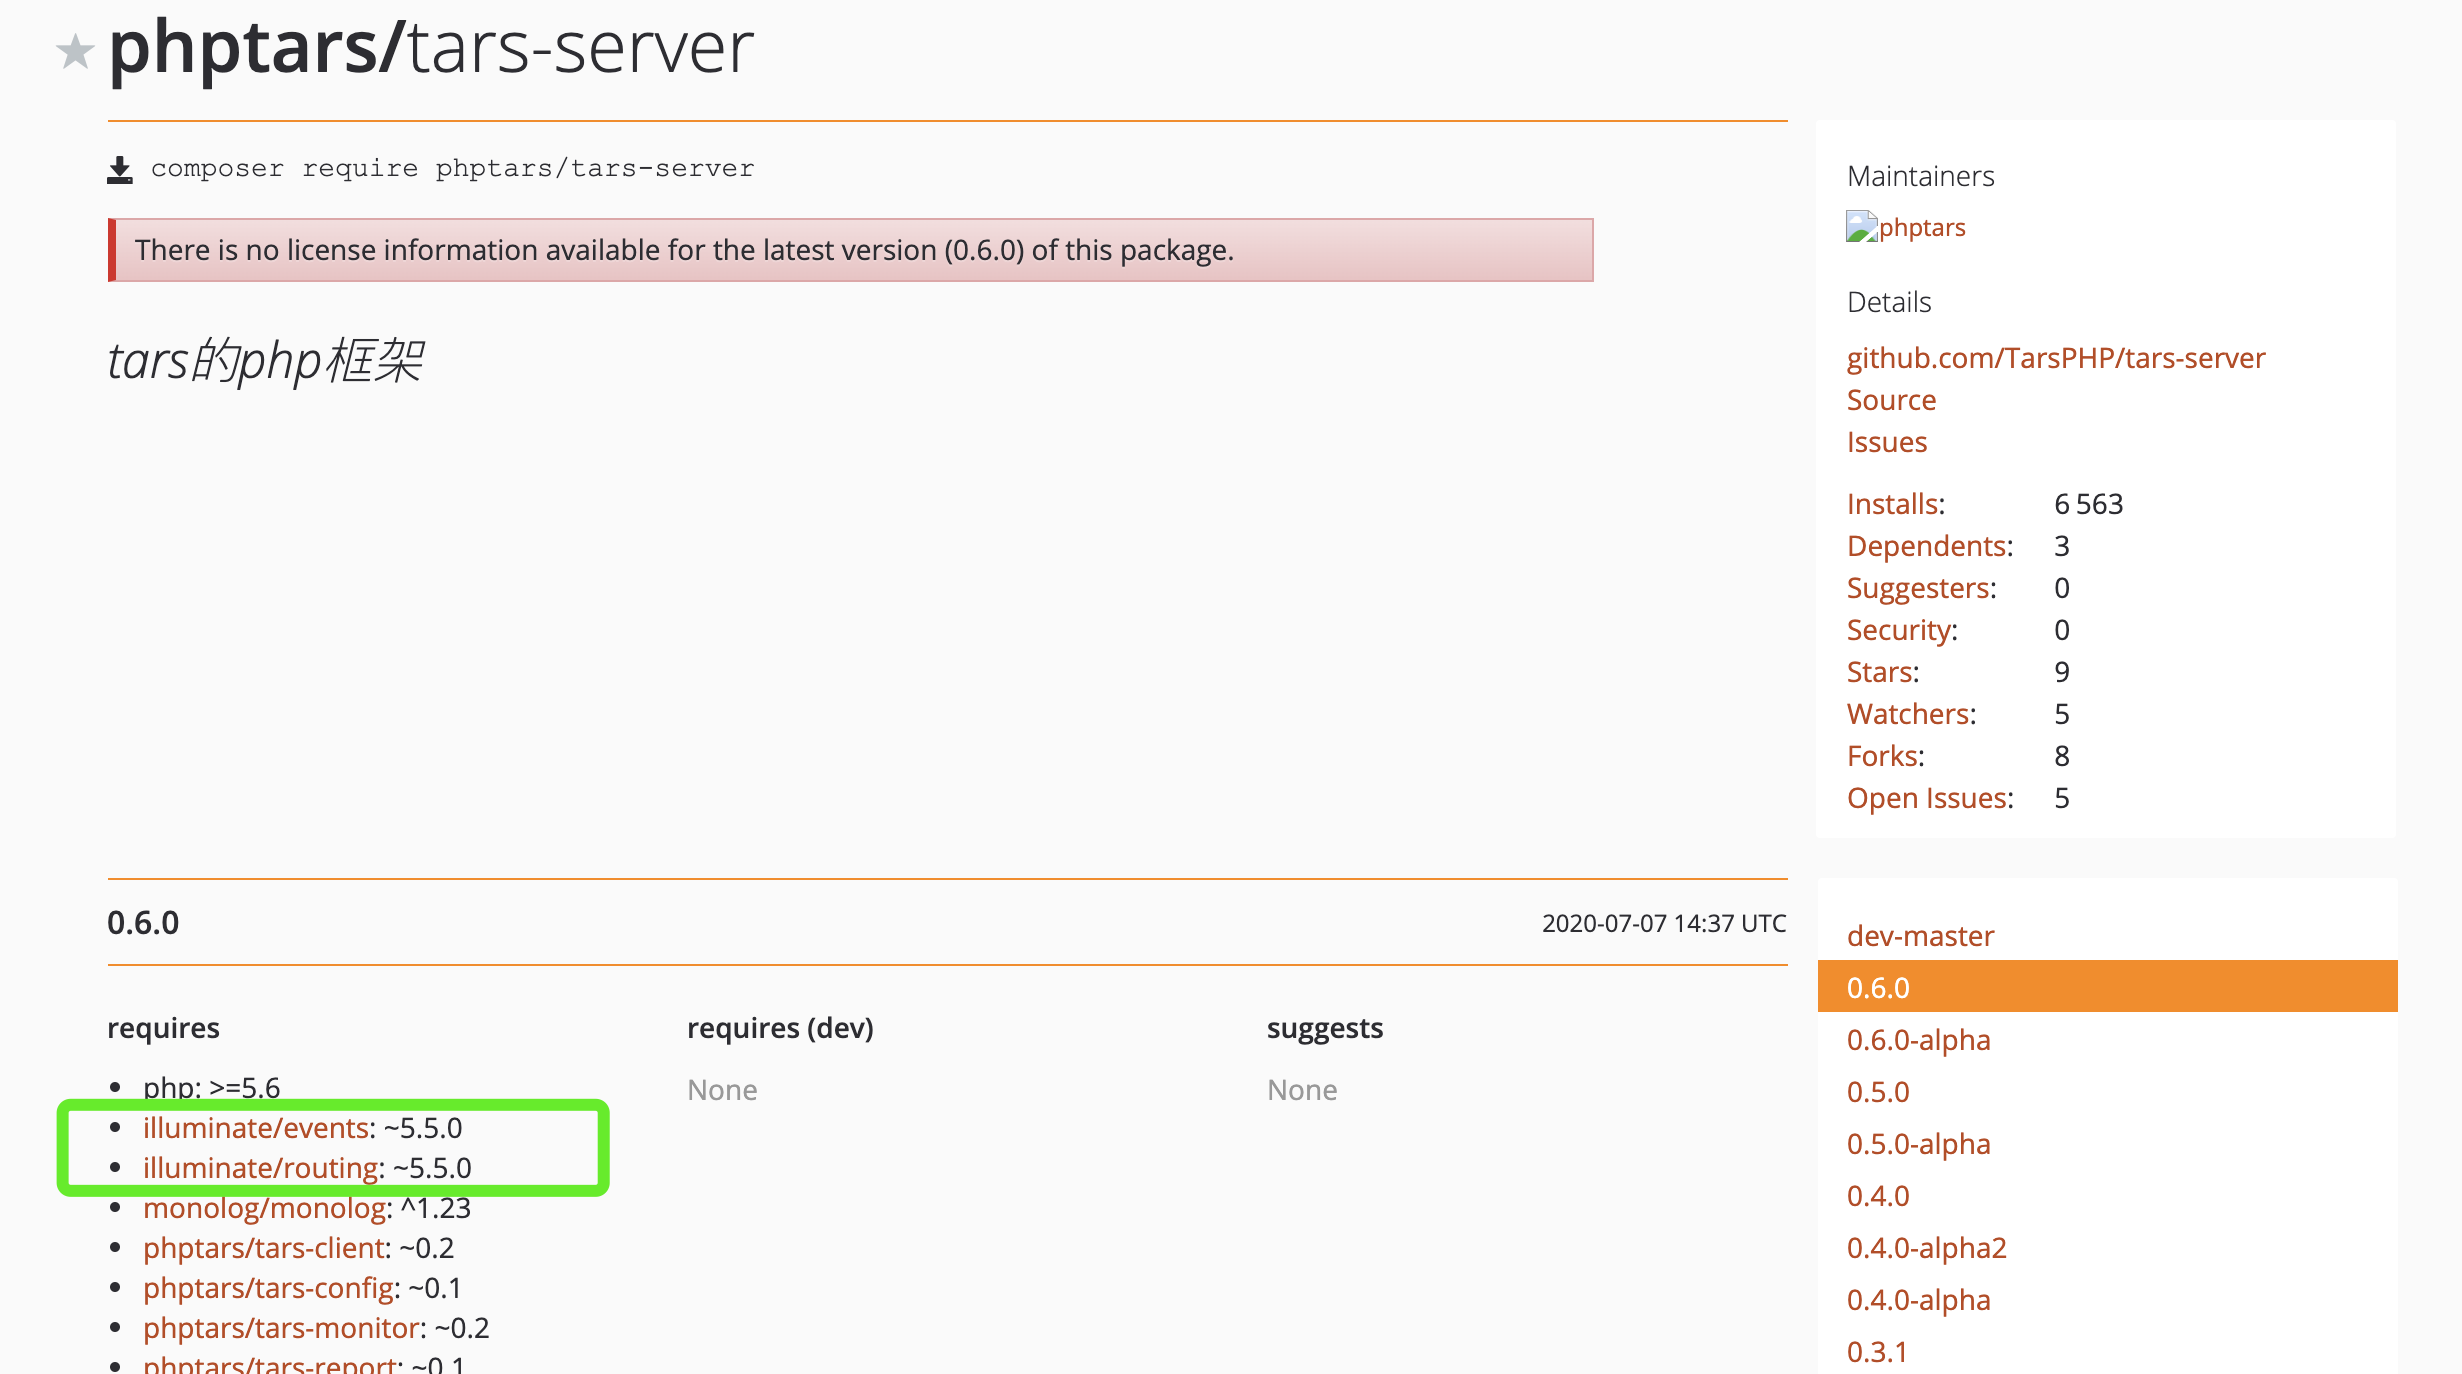 phptars/tars-server
composer require phptars/tars-server
There is no license information available for the latest version (0.6.0) of this package.
tars的php框架
Maintainers
phptars
Details
github.com/TarsPHP/tars-server
Source
Issues
Installs: 6 563
Dependents: 3
Suggesters: 0
Security: 0
Stars: 9
Watchers: 5
Forks: 8
Open Issues: 5
0.6.0 2020-07-07 14:37 UTC
requires
php: >=5.6
illuminate/events: ~5.5.0
illuminate/routing: ~5.5.0
monolog/monolog: ^1.23
phptars/tars-client: ~0.2
phptars/tars-config: ~0.1
phptars/tars-monitor: ~0.2
phptars/tars-report: ~0.1
requires (dev)
None
suggests
None
dev-master
0.6.0
0.6.0-alpha
0.5.0
0.5.0-alpha
0.4.0
0.4.0-alpha2
0.4.0-alpha
0.3.1